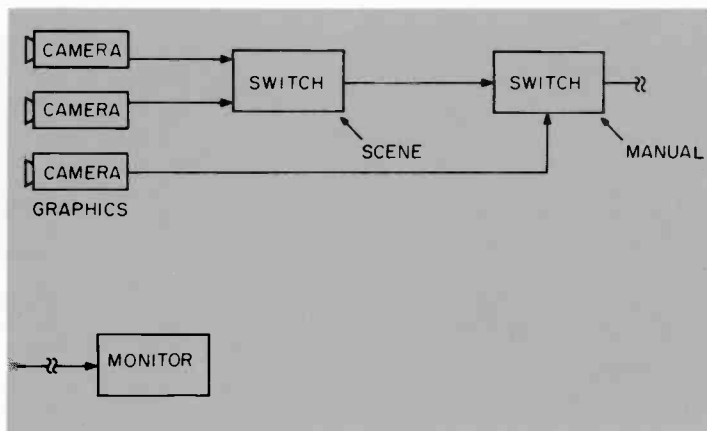 CAMERA
SWITCH
SWITCH
CAMERA
SCENE
MANUAL
CAMERA
GRAPHICS
MONITOR